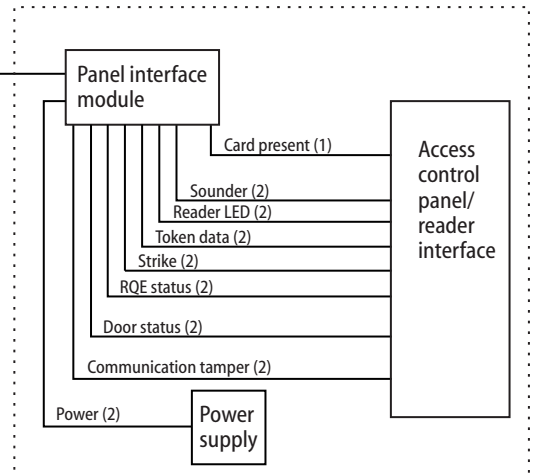 Panel interface
module
Card present (1)
Access
control
panel/
reader
interface
Sounder (2)
Reader LED (2)
Token data (2)
Strike (2)
RQE status (2)
Door status (2)
Communication tamper (2)
Power (2)
Power
supply